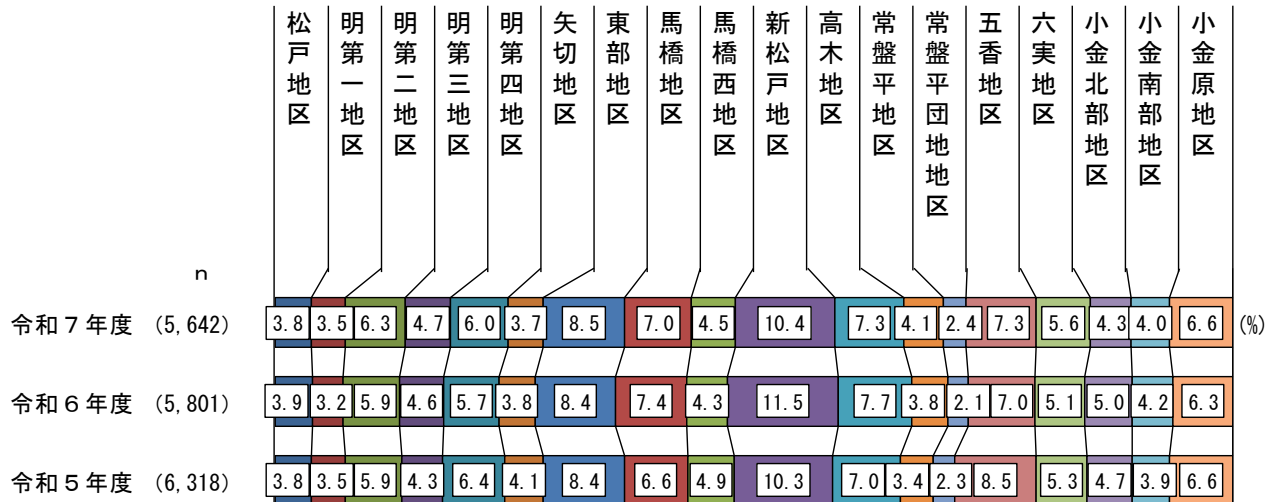 松戸地区
明第一地区
明第二地区
明第三地区
明第四地区
矢切地区
東部地区
馬橋地区
馬橋西地区
新松戸地区
高木地区
常盤平地区
常盤平団地地区
五香地区
六実地区
小金北部地区
小金南部地区
小金原地区
n
令和7年度 (5,642) 3.8 3.5 6.3 4.7 6.0 3.7 8.5 7.0 4.5 10.4 7.3 4.1 2.4 7.3 5.6 4.3 4.0 6.6 (%)
令和6年度 (5,801) 3.9 3.2 5.9 4.6 5.7 3.8 8.4 7.4 4.3 11.5 7.7 3.8 2.1 7.0 5.1 5.0 4.2 6.3
令和5年度 (6,318) 3.8 3.5 5.9 4.3 6.4 4.1 8.4 6.6 4.9 10.3 7.0 3.4 2.3 8.5 5.3 4.7 3.9 6.6